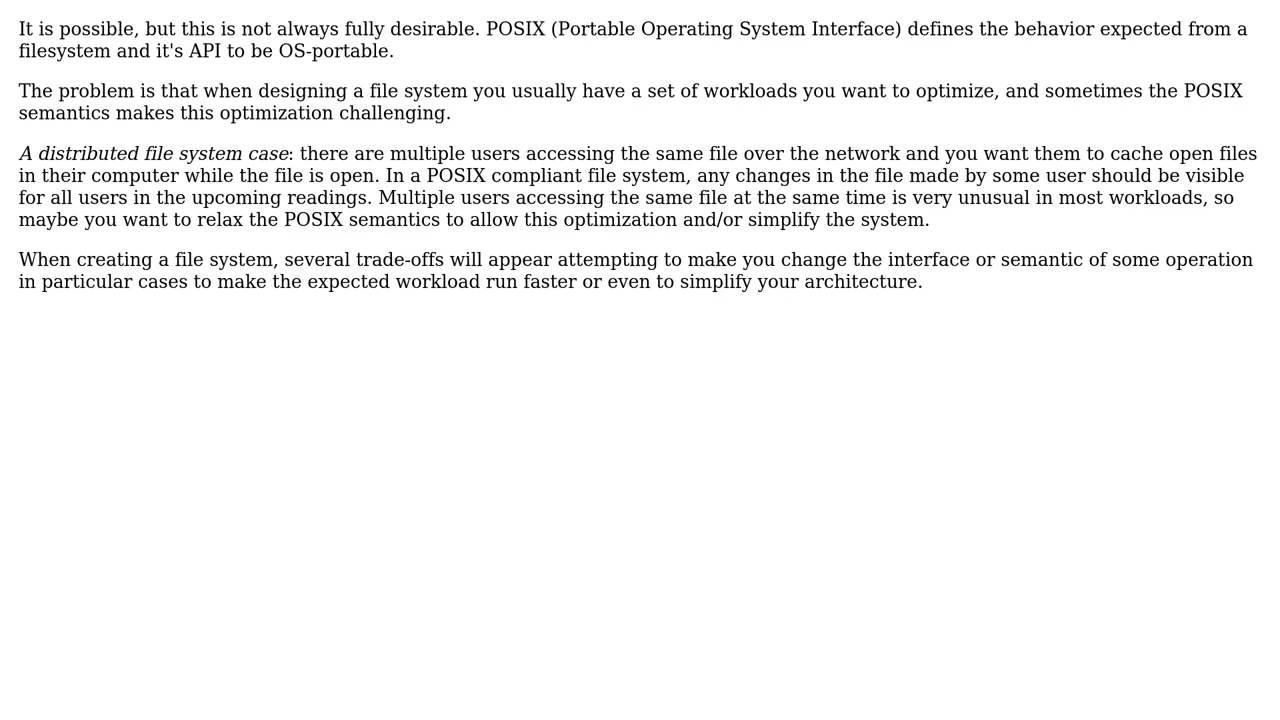 It is possible, but this is not always fully desirable. POSIX (Portable Operating System Interface) defines the behavior expected from a
filesystem and it's API to be OS-portable.
The problem is that when designing a file system you usually have a set of workloads you want to optimize, and sometimes the POSIX
semantics makes this optimization challenging.
A distributed file system case: there are multiple users accessing the same file over the network and you want them to cache open files
in their computer while the file is open. In a POSIX compliant file system, any changes in the file made by some user should be visible
for all users in the upcoming readings. Multiple users accessing the same file at the same time is very unusual in most workloads, so
maybe you want to relax the POSIX semantics to allow this optimization and/or simplify the system.
When creating a file system, several trade-offs will appear attempting to make you change the interface or semantic of some operation
in particular cases to make the expected workload run faster or even to simplify your architecture.